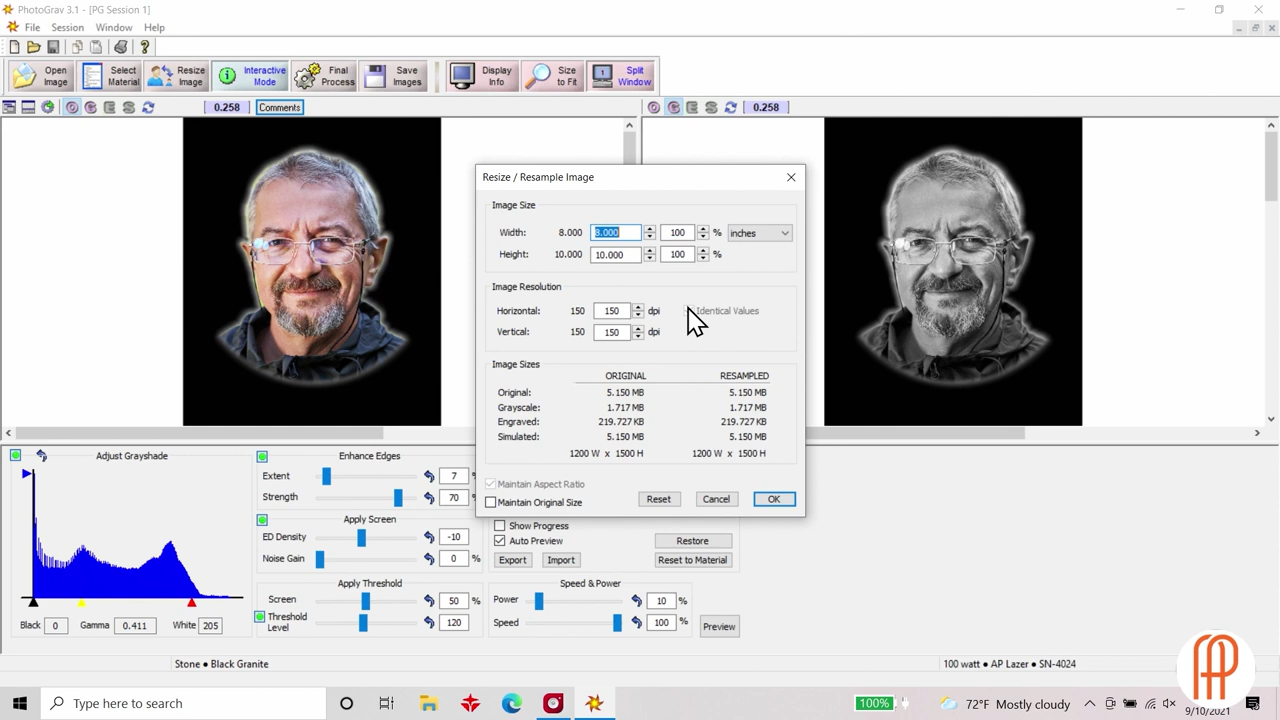 PhotoGrav 3.1 - [PG Session 1]
File Session Window Help
Open Image
Select Material
Resize Image
Interactive Mode
Final Process
Save Images
Display Info
Size to Fit
Split Window
0.258 Comments
0.258
Resize / Resample Image
Image Size
Width: 8.000 8.000 100 % inches
Height: 10.000 10.000 100 %
Image Resolution
Horizontal: 150 150 dpi Identical Values
Vertical: 150 150 dpi
Image Sizes
ORIGINAL RESAMPLED
Original: 5.150 MB 5.150 MB
Grayscale: 1.717 MB 1.717 MB
Engraved: 219.727 KB 219.727 KB
Simulated: 5.150 MB 5.150 MB
1200 W x 1500 H 1200 W x 1500 H
Maintain Aspect Ratio
Maintain Original Size
Reset Cancel OK
Adjust Grayshade
Black 0 Gamma 0.411 White 205
Enhance Edges
Extent 7 %
Strength 70 %
Apply Screen
ED Density -10
Noise Gain 0 %
Apply Threshold
Screen 50 %
Threshold Level 120
Show Progress
Auto Preview Restore
Export Import Reset to Material
Speed & Power
Power 10 %
Speed 100 %
Preview
Stone • Black Granite
100 watt • AP Lazer • SN-4024
Type here to search
100%
72°F Mostly cloudy
9/10/2021